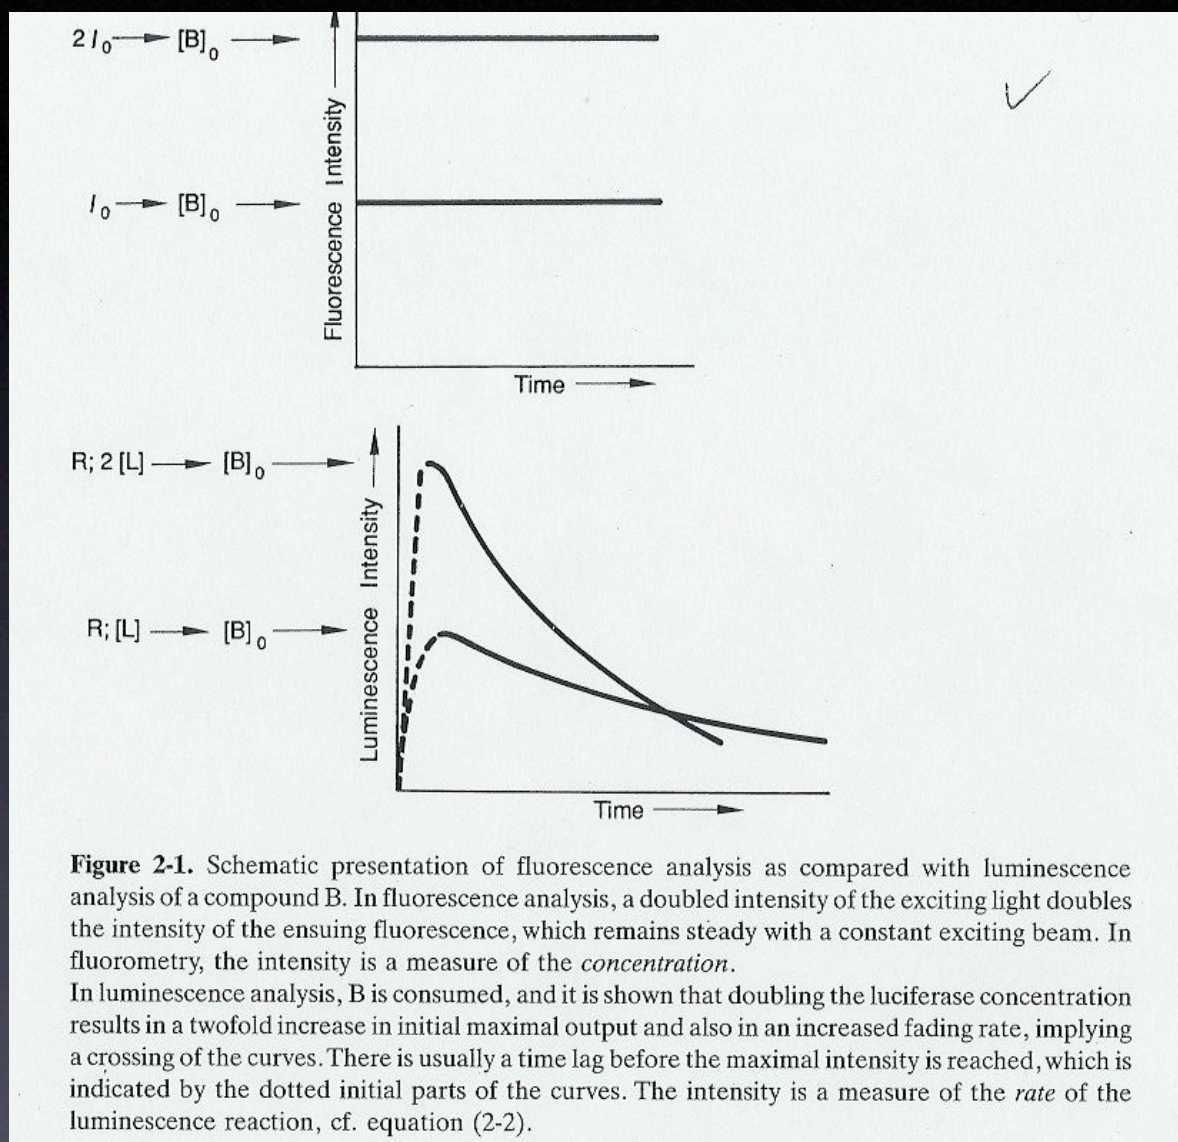 2 I₀ → [B]₀ →
I₀ → [B]₀ →
Fluorescence Intensity →
Time →
R; 2 [L] → [B]₀ →
R; [L] → [B]₀ →
Luminescence Intensity →
Time →
Figure 2-1. Schematic presentation of fluorescence analysis as compared with luminescence
analysis of a compound B. In fluorescence analysis, a doubled intensity of the exciting light doubles
the intensity of the ensuing fluorescence, which remains steady with a constant exciting beam. In
fluorometry, the intensity is a measure of the concentration.
In luminescence analysis, B is consumed, and it is shown that doubling the luciferase concentration
results in a twofold increase in initial maximal output and also in an increased fading rate, implying
a crossing of the curves. There is usually a time lag before the maximal intensity is reached, which is
indicated by the dotted initial parts of the curves. The intensity is a measure of the rate of the
luminescence reaction, cf. equation (2-2).